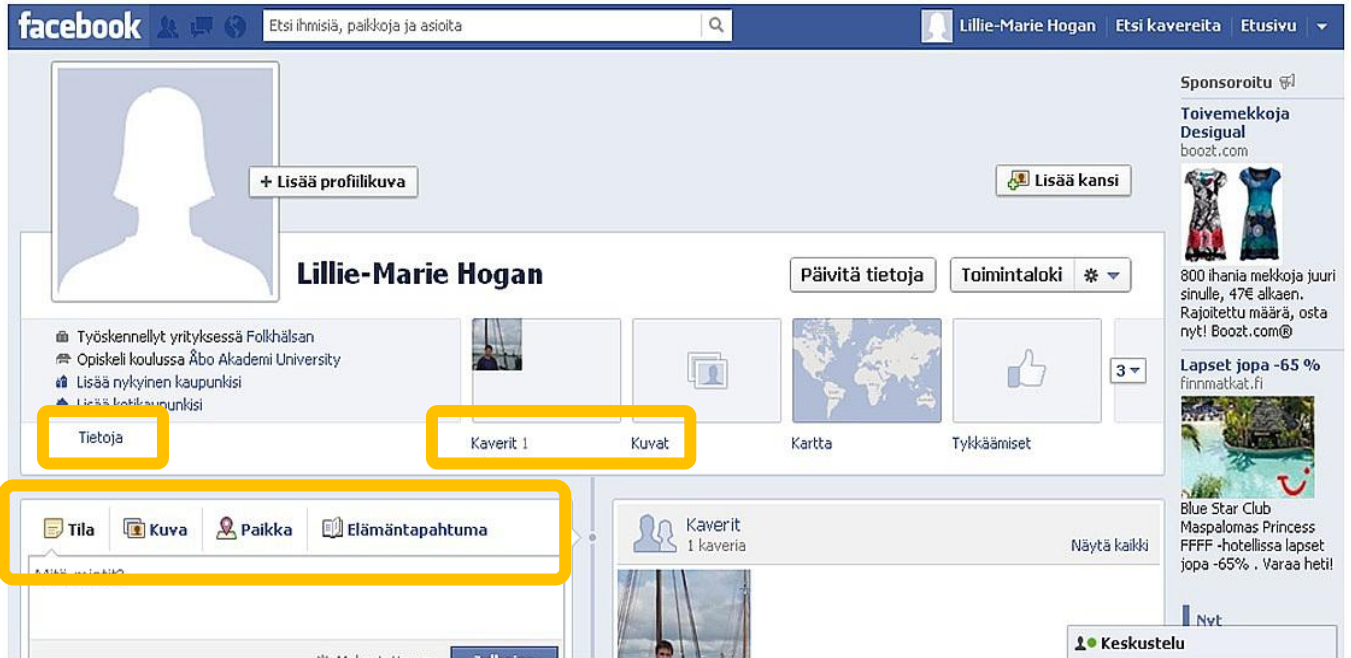 facebook
Etsi ihmisiä, paikkoja ja asioita
Lillie-Marie Hogan
Etsi kavereita
Etusivu
+ Lisää profiilikuva
Lisää kansi
Lillie-Marie Hogan
Päivitä tietoja
Toimintaloki
Työskennellyt yrityksessä Folkhälsan
Opiskeli koulussa Åbo Akademi University
Lisää nykyinen kaupunkisi
Lisää kotikaupunkisi
Tietoja
Kaverit 1
Kuvat
Kartta
Tykkäämiset
3
Tila
Kuva
Paikka
Elämäntapahtuma
Kaverit
1 kaveria
Näytä kaikki
Sponsoroitu
Toivemekkoja
Desigual
boozt.com
800 ihania mekkoja juuri
sinulle, 47€ alkaen.
Rajoitettu määrä, osta
nyt! Boozt.com®
Lapset jopa -65 %
finnmatkat.fi
Blue Star Club
Maspalomas Princess
FFFF -hotellissa lapset
jopa -65% . Varaa heti!
Nyt
Keskustelu